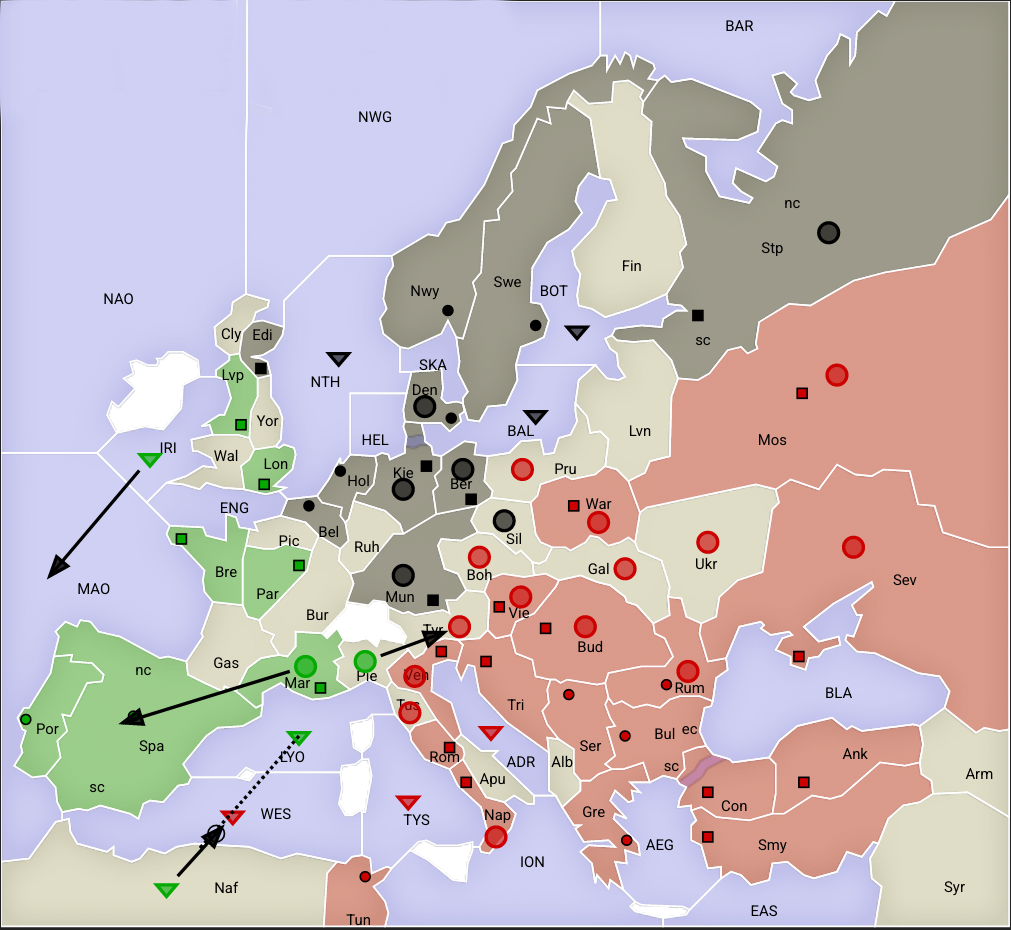 BAR
NWG
nc
Stp
Fin
Swe
BOT
Nwy
NAO
Cly
Edi
sc
SKA
NTH
Lvp
Den
Yor
BAL
Lvn
Mos
HEL
IRI
Wal
Lon
Hol
Kie
Ber
Pru
War
ENG
Bel
Sil
Pic
Ruh
Boh
Gal
Ukr
Sev
MAO
Bre
Par
Mun
Vie
Bur
Tyr
Bud
nc
Gas
Mar
Pie
Ven
Rum
BLA
Por
Spa
Tus
Tri
Bul
ec
LYO
Rom
ADR
Ser
Alb
sc
Ank
Arm
sc
WES
TYS
Apu
Nap
Gre
Con
AEG
Smy
ION
Naf
Tun
EAS
Syr